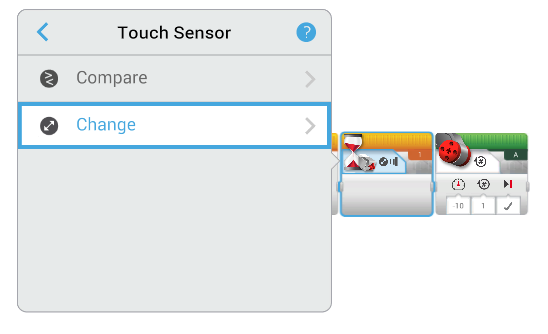 Touch Sensor ?
Compare
Change
1
A
#
#
-10 1